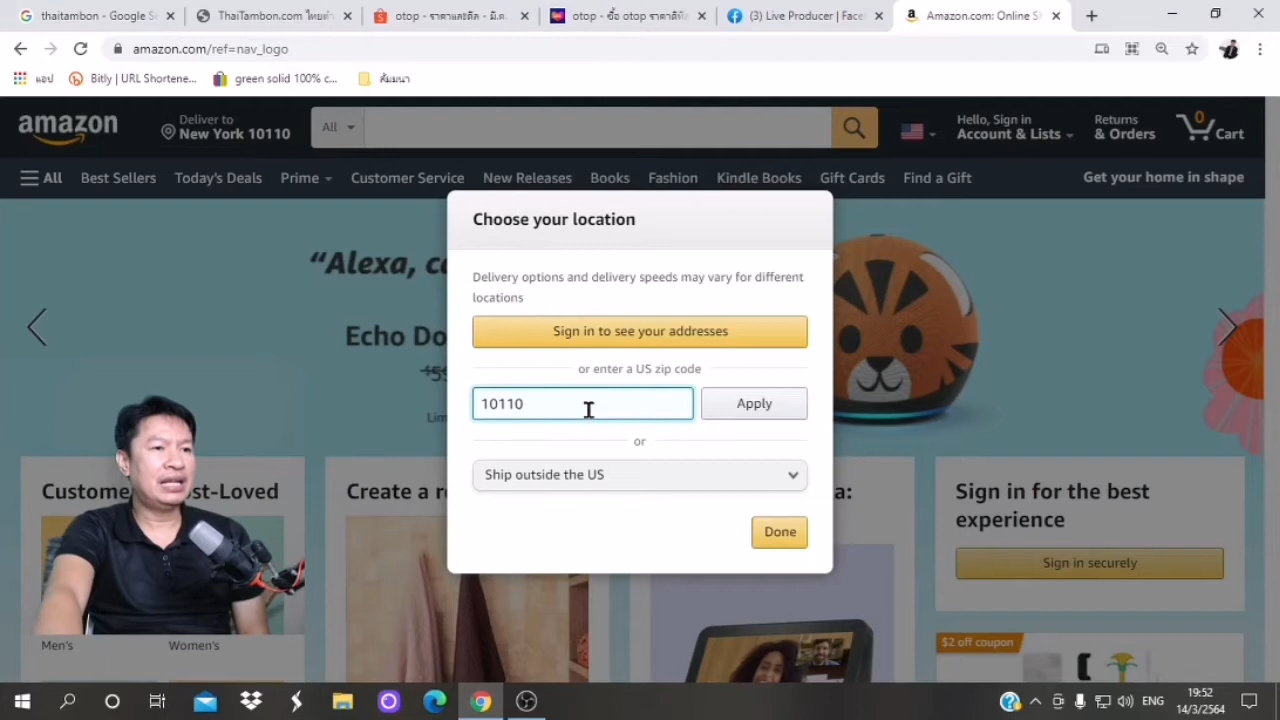 thaitambon - Google Se
ThaiTambon.com ไทยตำ
otop - ราคาและดีล - มี.ค.
otop - ซื้อ otop ราคาดีที่ส
(3) Live Producer | Face
Amazon.com: Online Sh
amazon.com/ref=nav_logo
แอป
Bitly | URL Shortene...
green solid 100% c...
สัมมนา
amazon
Deliver to
New York 10110
All
Hello, Sign in
Account & Lists
Returns
& Orders
0
Cart
All
Best Sellers
Today's Deals
Prime
Customer Service
New Releases
Books
Fashion
Kindle Books
Gift Cards
Find a Gift
Get your home in shape
“Alexa, ca
Echo Do
Lim
Choose your location
Delivery options and delivery speeds may vary for different
locations
Sign in to see your addresses
or enter a US zip code
10110
Apply
or
Ship outside the US
Done
Custome
st-Loved
Create a r
a:
Sign in for the best
experience
Sign in securely
Men's
Women's
$2 off coupon
ENG
19:52
14/3/2564